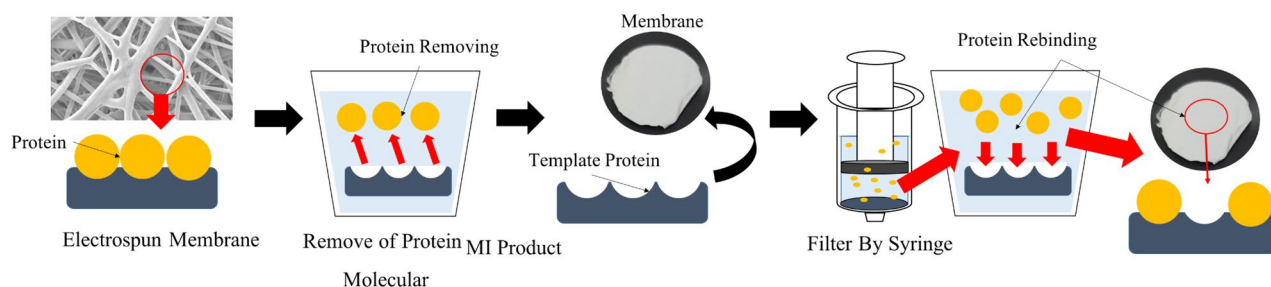 Protein
Electrospun Membrane
Protein Removing
Remove of Protein
Molecular
Membrane
Template Protein
MI Product
Filter By Syringe
Protein Rebinding